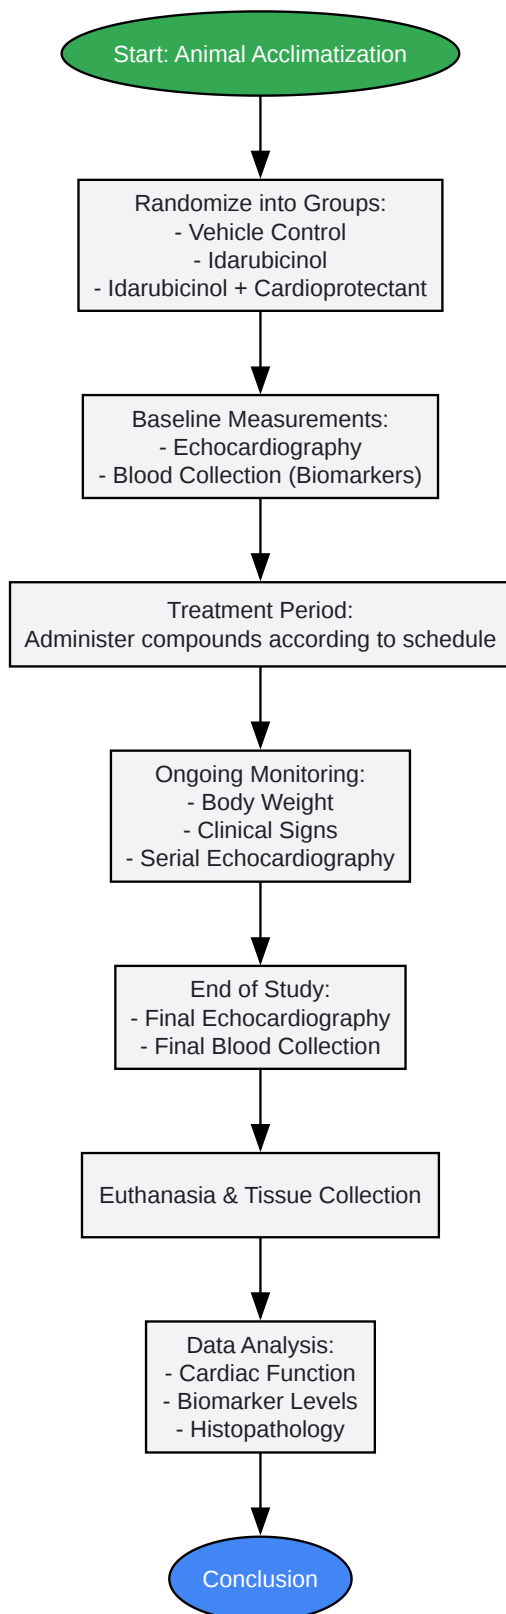 Start: Animal Acclimatization
Randomize into Groups:
- Vehicle Control
- Idarubicinol
- Idarubicinol + Cardioprotectant
Baseline Measurements:
- Echocardiography
- Blood Collection (Biomarkers)
Treatment Period:
Administer compounds according to schedule
Ongoing Monitoring:
- Body Weight
- Clinical Signs
- Serial Echocardiography
End of Study:
- Final Echocardiography
- Final Blood Collection
Euthanasia & Tissue Collection
Data Analysis:
- Cardiac Function
- Biomarker Levels
- Histopathology
Conclusion